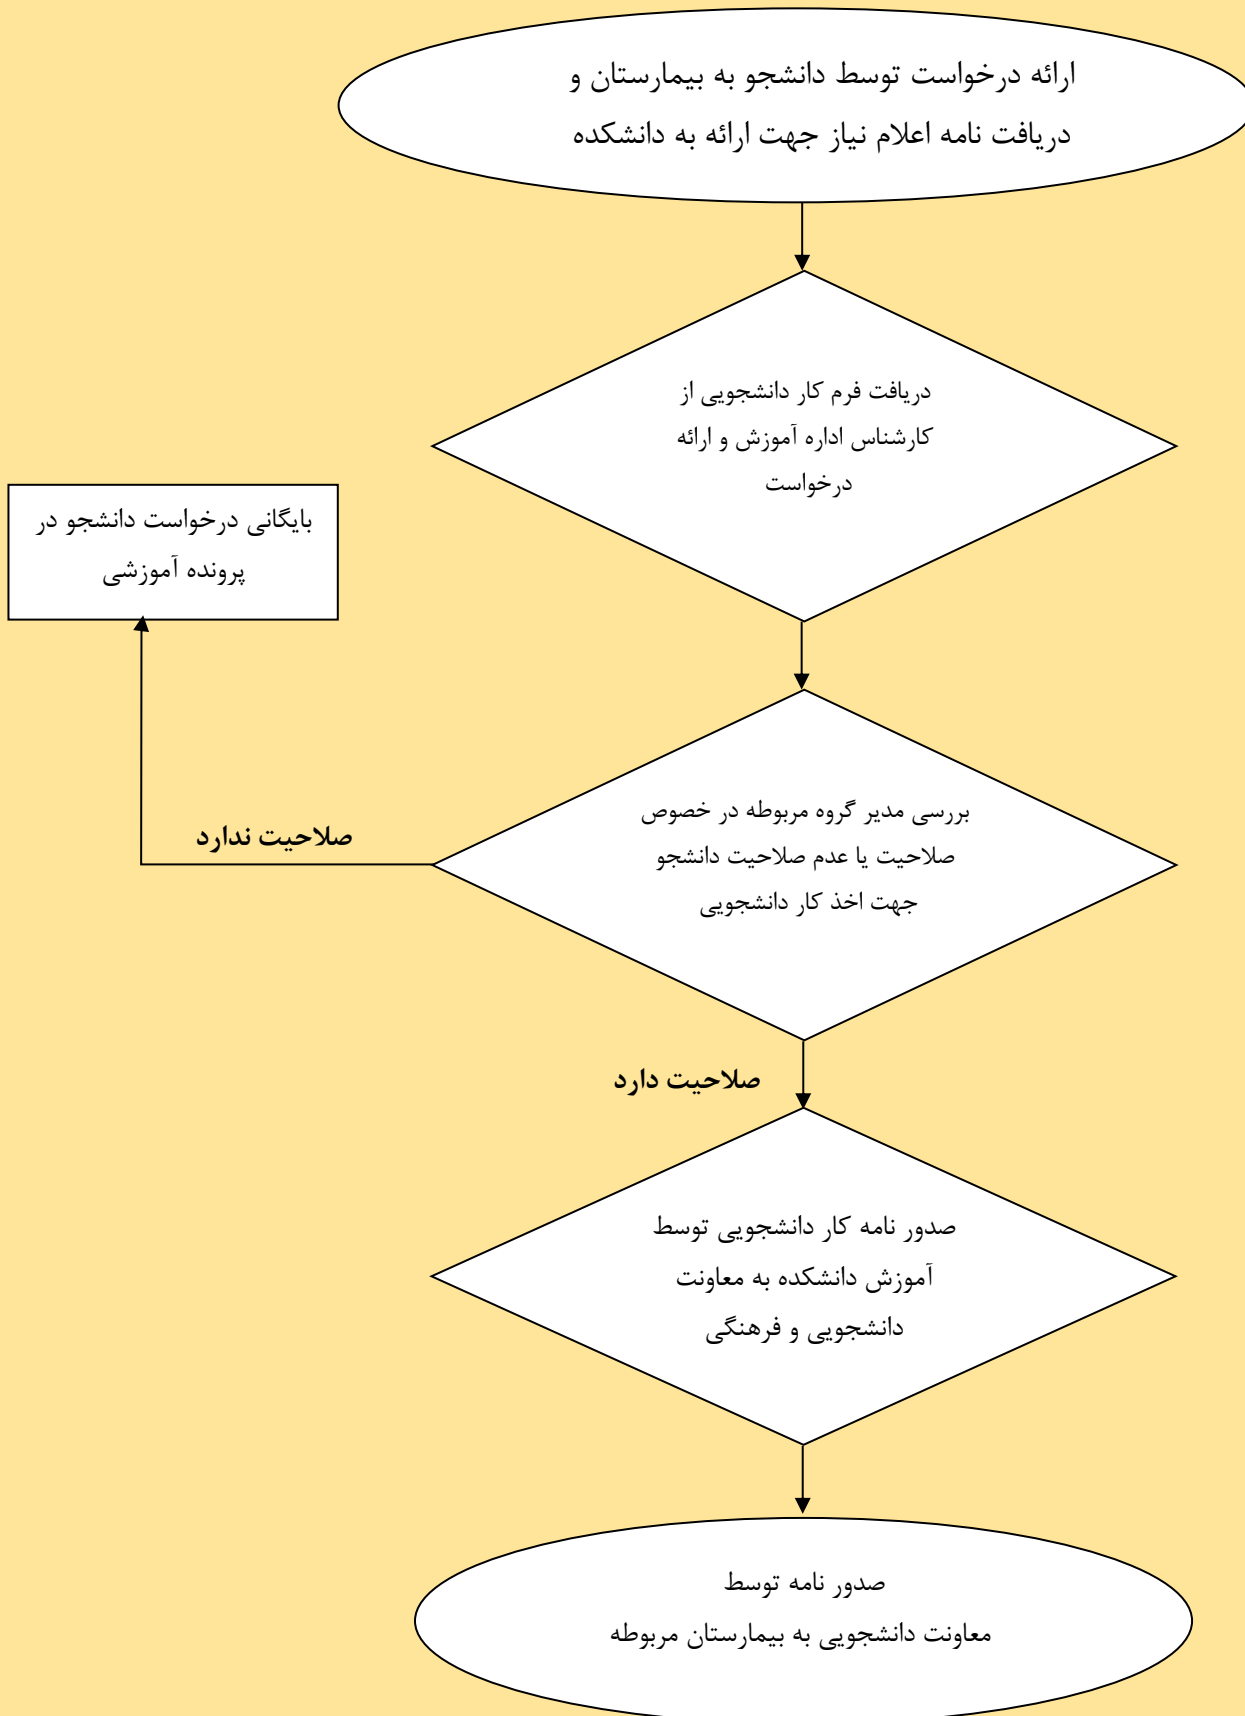 ارائه درخواست توسط دانشجو به بیمارستان و
دریافت نامه اعلام نیاز جهت ارائه به دانشکده
دریافت فرم کار دانشجویی از
کارشناس اداره آموزش و ارائه
درخواست
بایگانی درخواست دانشجو در
پرونده آموزشی
بررسی مدیر گروه مربوطه در خصوص
صلاحیت یا عدم صلاحیت دانشجو
جهت اخذ کار دانشجویی
صلاحیت ندارد
صلاحیت دارد
صدور نامه کار دانشجویی توسط
آموزش دانشکده به معاونت
دانشجویی و فرهنگی
صدور نامه توسط
معاونت دانشجویی به بیمارستان مربوطه